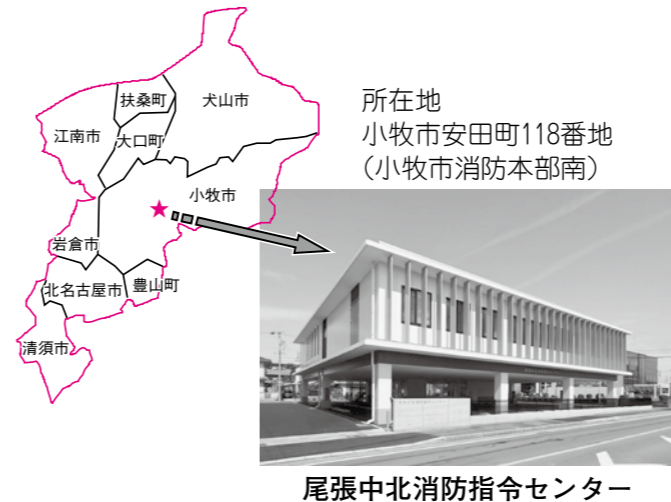 扶桑町
犬山市
江南市
大口町
小牧市
岩倉市
北名古屋市
豊山町
清須市
所在地
小牧市安田町118番地
（小牧市消防本部南）
尾張中北消防指令センター